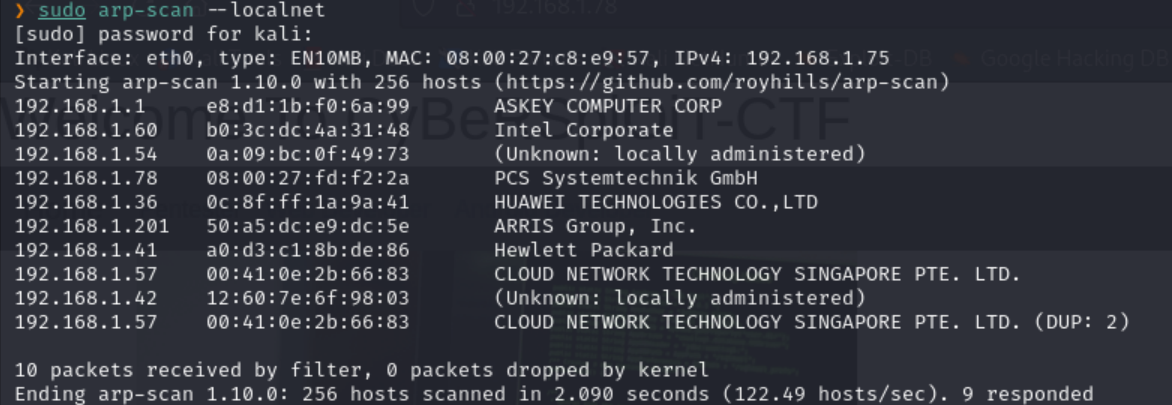 ❯ sudo arp-scan --localnet
[sudo] password for kali:
Interface: eth0, type: EN10MB, MAC: 08:00:27:c8:e9:57, IPv4: 192.168.1.75
Starting arp-scan 1.10.0 with 256 hosts (https://github.com/royhills/arp-scan)
192.168.1.1 e8:d1:1b:f0:6a:99 ASKEY COMPUTER CORP
192.168.1.60 b0:3c:dc:4a:31:48 Intel Corporate
192.168.1.54 0a:09:bc:0f:49:73 (Unknown: locally administered)
192.168.1.78 08:00:27:fd:f2:2a PCS Systemtechnik GmbH
192.168.1.36 0c:8f:ff:1a:9a:41 HUAWEI TECHNOLOGIES CO.,LTD
192.168.1.201 50:a5:dc:e9:dc:5e ARRIS Group, Inc.
192.168.1.41 a0:d3:c1:8b:de:86 Hewlett Packard
192.168.1.57 00:41:0e:2b:66:83 CLOUD NETWORK TECHNOLOGY SINGAPORE PTE. LTD.
192.168.1.42 12:60:7e:6f:98:03 (Unknown: locally administered)
192.168.1.57 00:41:0e:2b:66:83 CLOUD NETWORK TECHNOLOGY SINGAPORE PTE. LTD. (DUP: 2)
10 packets received by filter, 0 packets dropped by kernel
Ending arp-scan 1.10.0: 256 hosts scanned in 2.090 seconds (122.49 hosts/sec). 9 responded
192.168.1.78
Google Hacking DB